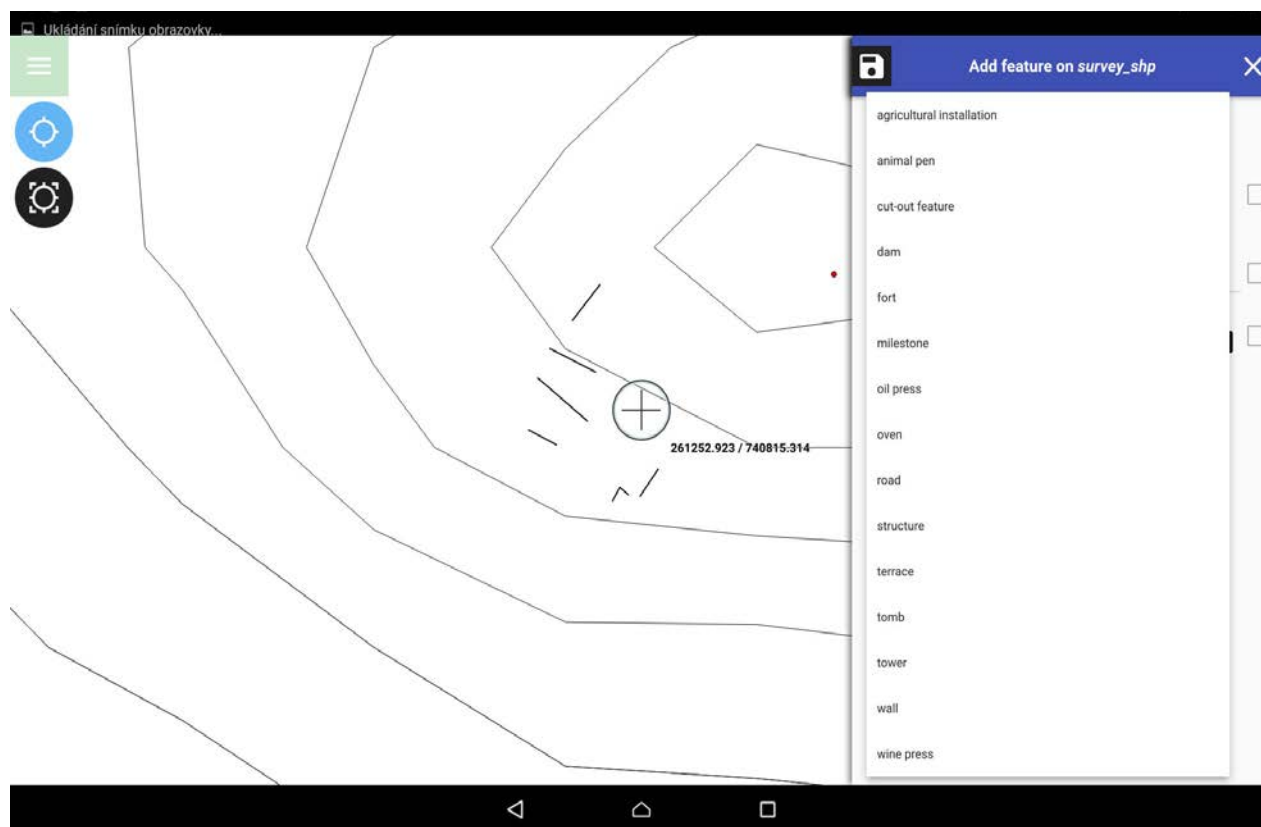 Ukládání snímku obrazovky...
Add feature on survey_shp
agricultural installation
animal pen
cut-out feature
dam
fort
milestone
oil press
oven
road
structure
terrace
tomb
tower
wall
wine press
261252.923 / 740815.314